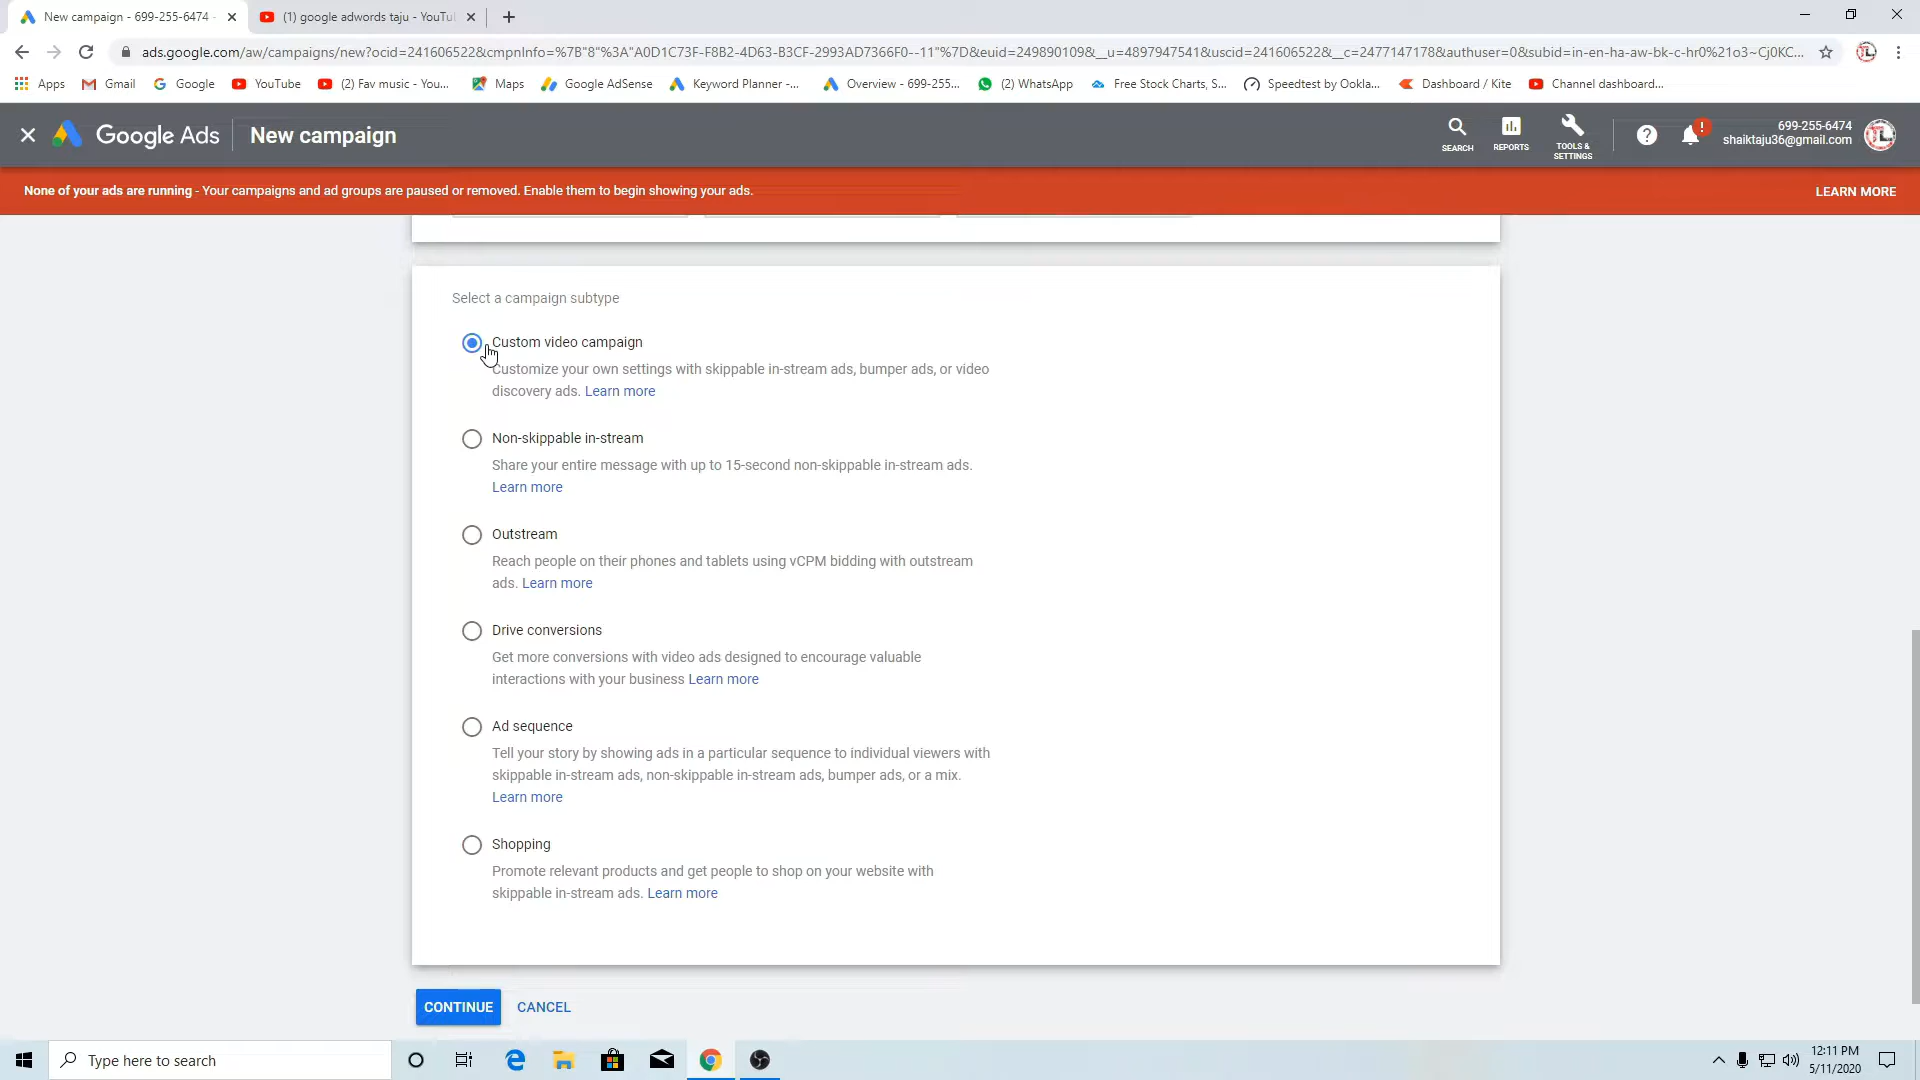 New campaign - 699-255-6474 -
(1) google adwords taju - YouTu
ads.google.com/aw/campaigns/new?ocid=241606522&cmpnInfo=%7B"8"%3A"A0D1C73F-F8B2-4D63-B3CF-2993AD7366F0--11"%7D&euid=249890109&__u=4897947541&uscid=241606522&__c=2477147178&authuser=0&subid=in-en-ha-aw-bk-c-hr0%21o3~Cj0KC...
Apps
Gmail
Google
YouTube
(2) Fav music - You...
Maps
Google AdSense
Keyword Planner -...
Overview - 699-255...
(2) WhatsApp
Free Stock Charts, S...
Speedtest by Ookla...
Dashboard / Kite
Channel dashboard...
Google Ads
New campaign
SEARCH
REPORTS
TOOLS &
SETTINGS
699-255-6474
shaiktaju36@gmail.com
None of your ads are running - Your campaigns and ad groups are paused or removed. Enable them to begin showing your ads.
LEARN MORE
Select a campaign subtype
Custom video campaign
Customize your own settings with skippable in-stream ads, bumper ads, or video
discovery ads. Learn more
Non-skippable in-stream
Share your entire message with up to 15-second non-skippable in-stream ads.
Learn more
Outstream
Reach people on their phones and tablets using vCPM bidding with outstream
ads. Learn more
Drive conversions
Get more conversions with video ads designed to encourage valuable
interactions with your business Learn more
Ad sequence
Tell your story by showing ads in a particular sequence to individual viewers with
skippable in-stream ads, non-skippable in-stream ads, bumper ads, or a mix.
Learn more
Shopping
Promote relevant products and get people to shop on your website with
skippable in-stream ads. Learn more
CONTINUE
CANCEL
Type here to search
12:11 PM
5/11/2020